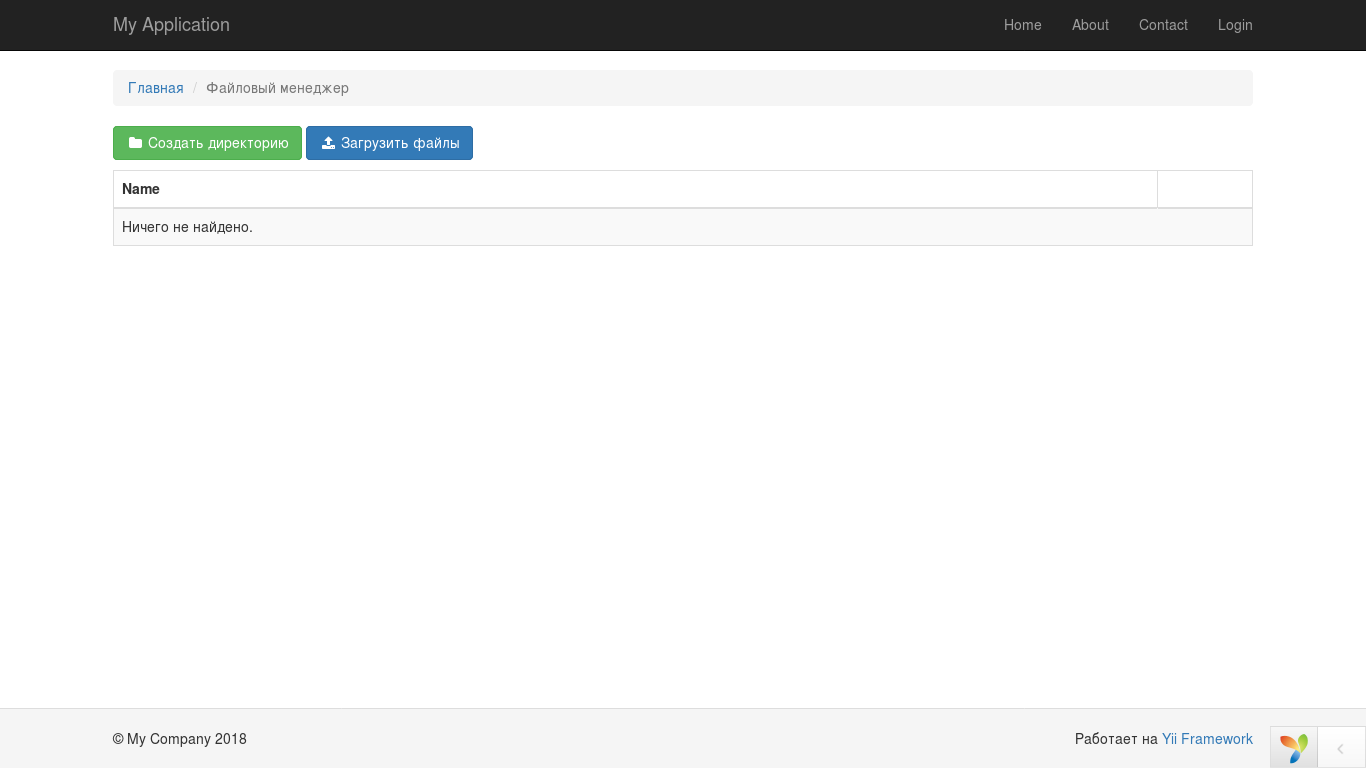 My Application Home About Contact Login
Главная / Файловый менеджер
Создать директорию Загрузить файлы
Name
Ничего не найдено.
© My Company 2018 Работает на Yii Framework